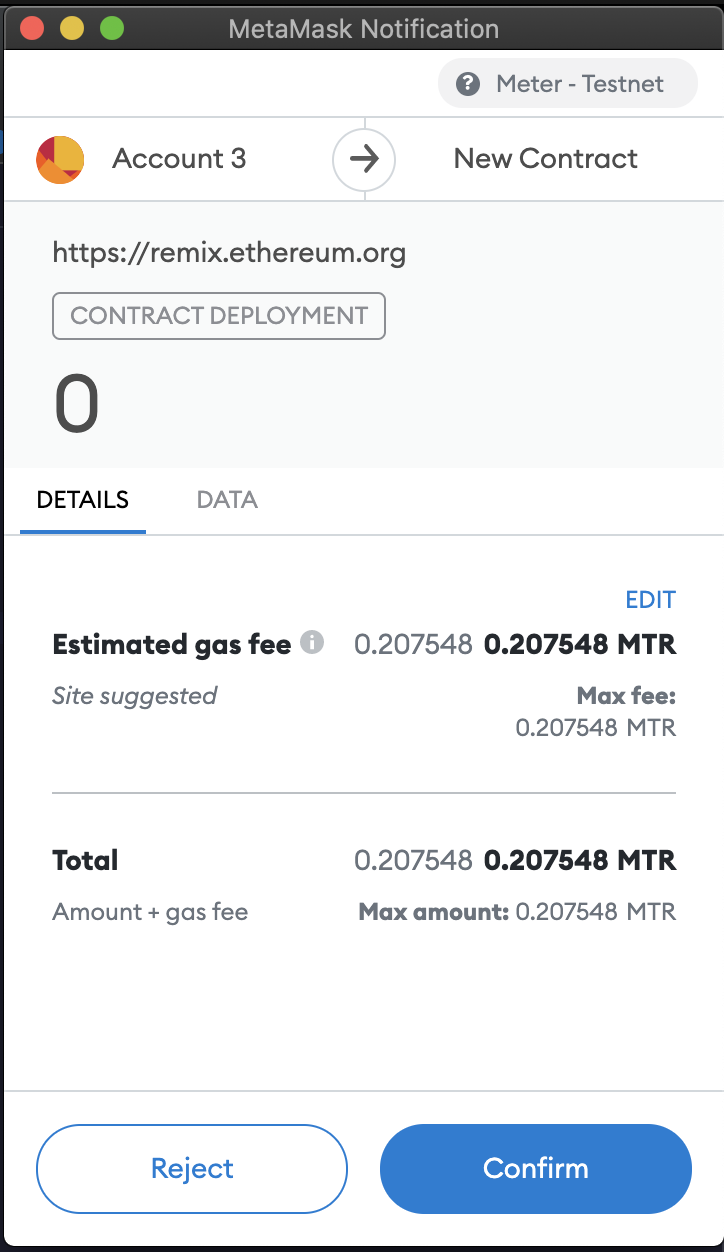 MetaMask Notification
? Meter - Testnet
Account 3 New Contract
https://remix.ethereum.org
CONTRACT DEPLOYMENT
0
DETAILS DATA
EDIT
Estimated gas fee i 0.207548 0.207548 MTR
Site suggested Max fee:
0.207548 MTR
Total 0.207548 0.207548 MTR
Amount + gas fee Max amount: 0.207548 MTR
Reject Confirm